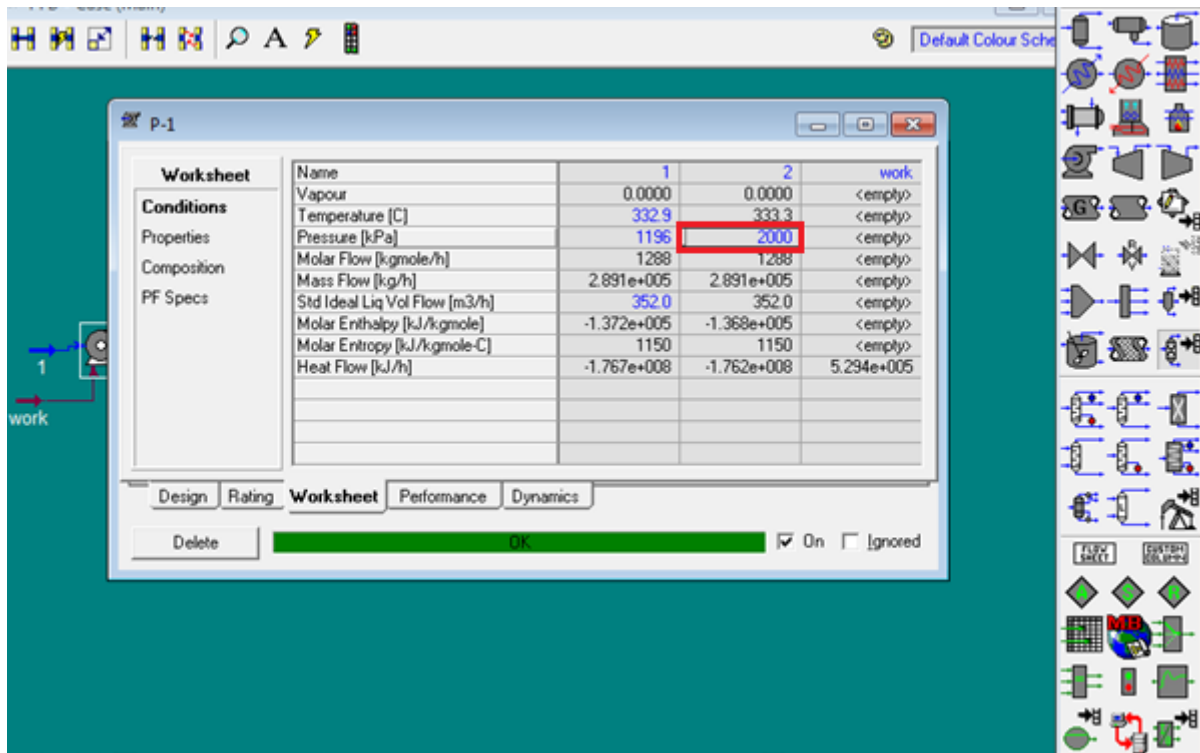 Default Colour Sche
P-1
Worksheet
Conditions
Properties
Composition
PF Specs
Name 1 2 work
Vapour 0.0000 0.0000 <empty>
Temperature [C] 332.9 333.3 <empty>
Pressure [kPa] 1196 2000 <empty>
Molar Flow [kgmole/h] 1288 1288 <empty>
Mass Flow [kg/h] 2.891e+005 2.891e+005 <empty>
Std Ideal Liq Vol Flow [m3/h] 352.0 352.0 <empty>
Molar Enthalpy [kJ/kgmole] -1.372e+005 -1.368e+005 <empty>
Molar Entropy [kJ/kgmole-C] 1150 1150 <empty>
Heat Flow [kJ/h] -1.767e+008 -1.762e+008 5.294e+005
1
work
Design Rating Worksheet Performance Dynamics
Delete OK On Ignored
A
G
FLOW SHEET
CUSTOM COLUMN
A S R
MB